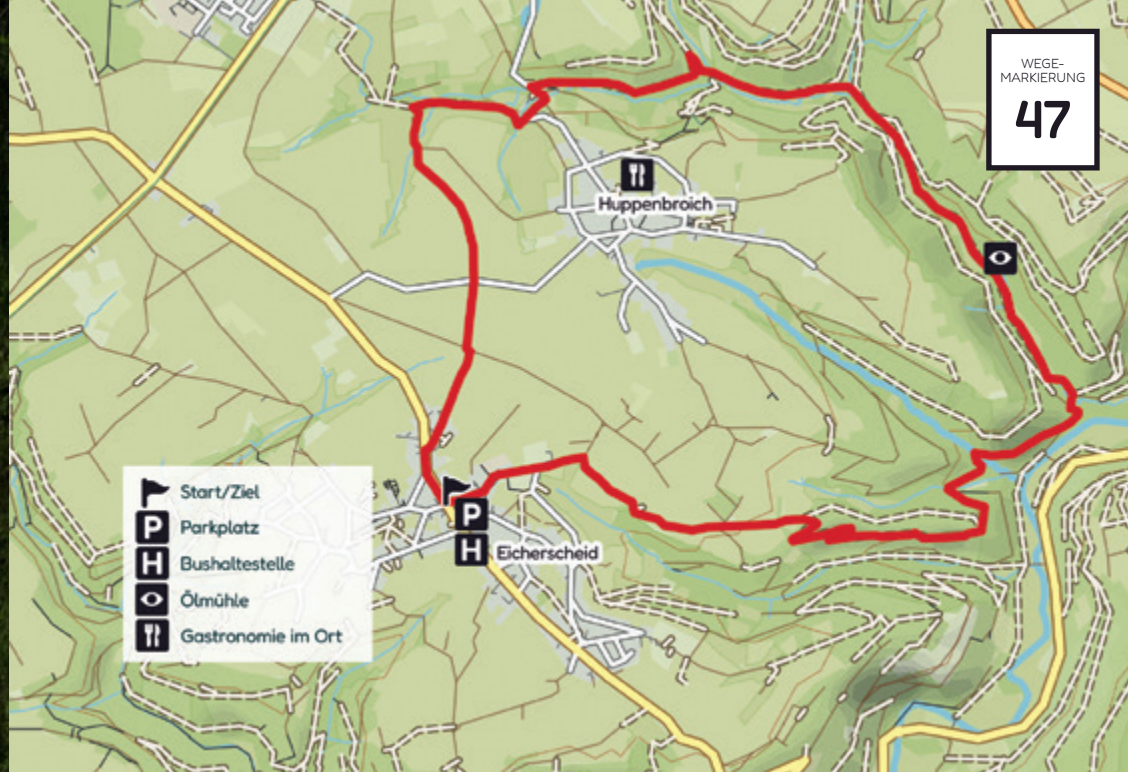 WEGE-
MARKIERUNG
47
Huppenbroich
Start/Ziel
P Parkplatz
H Bushaltestelle
Ölmühle
Gastronomie im Ort
P
H Eicherscheid